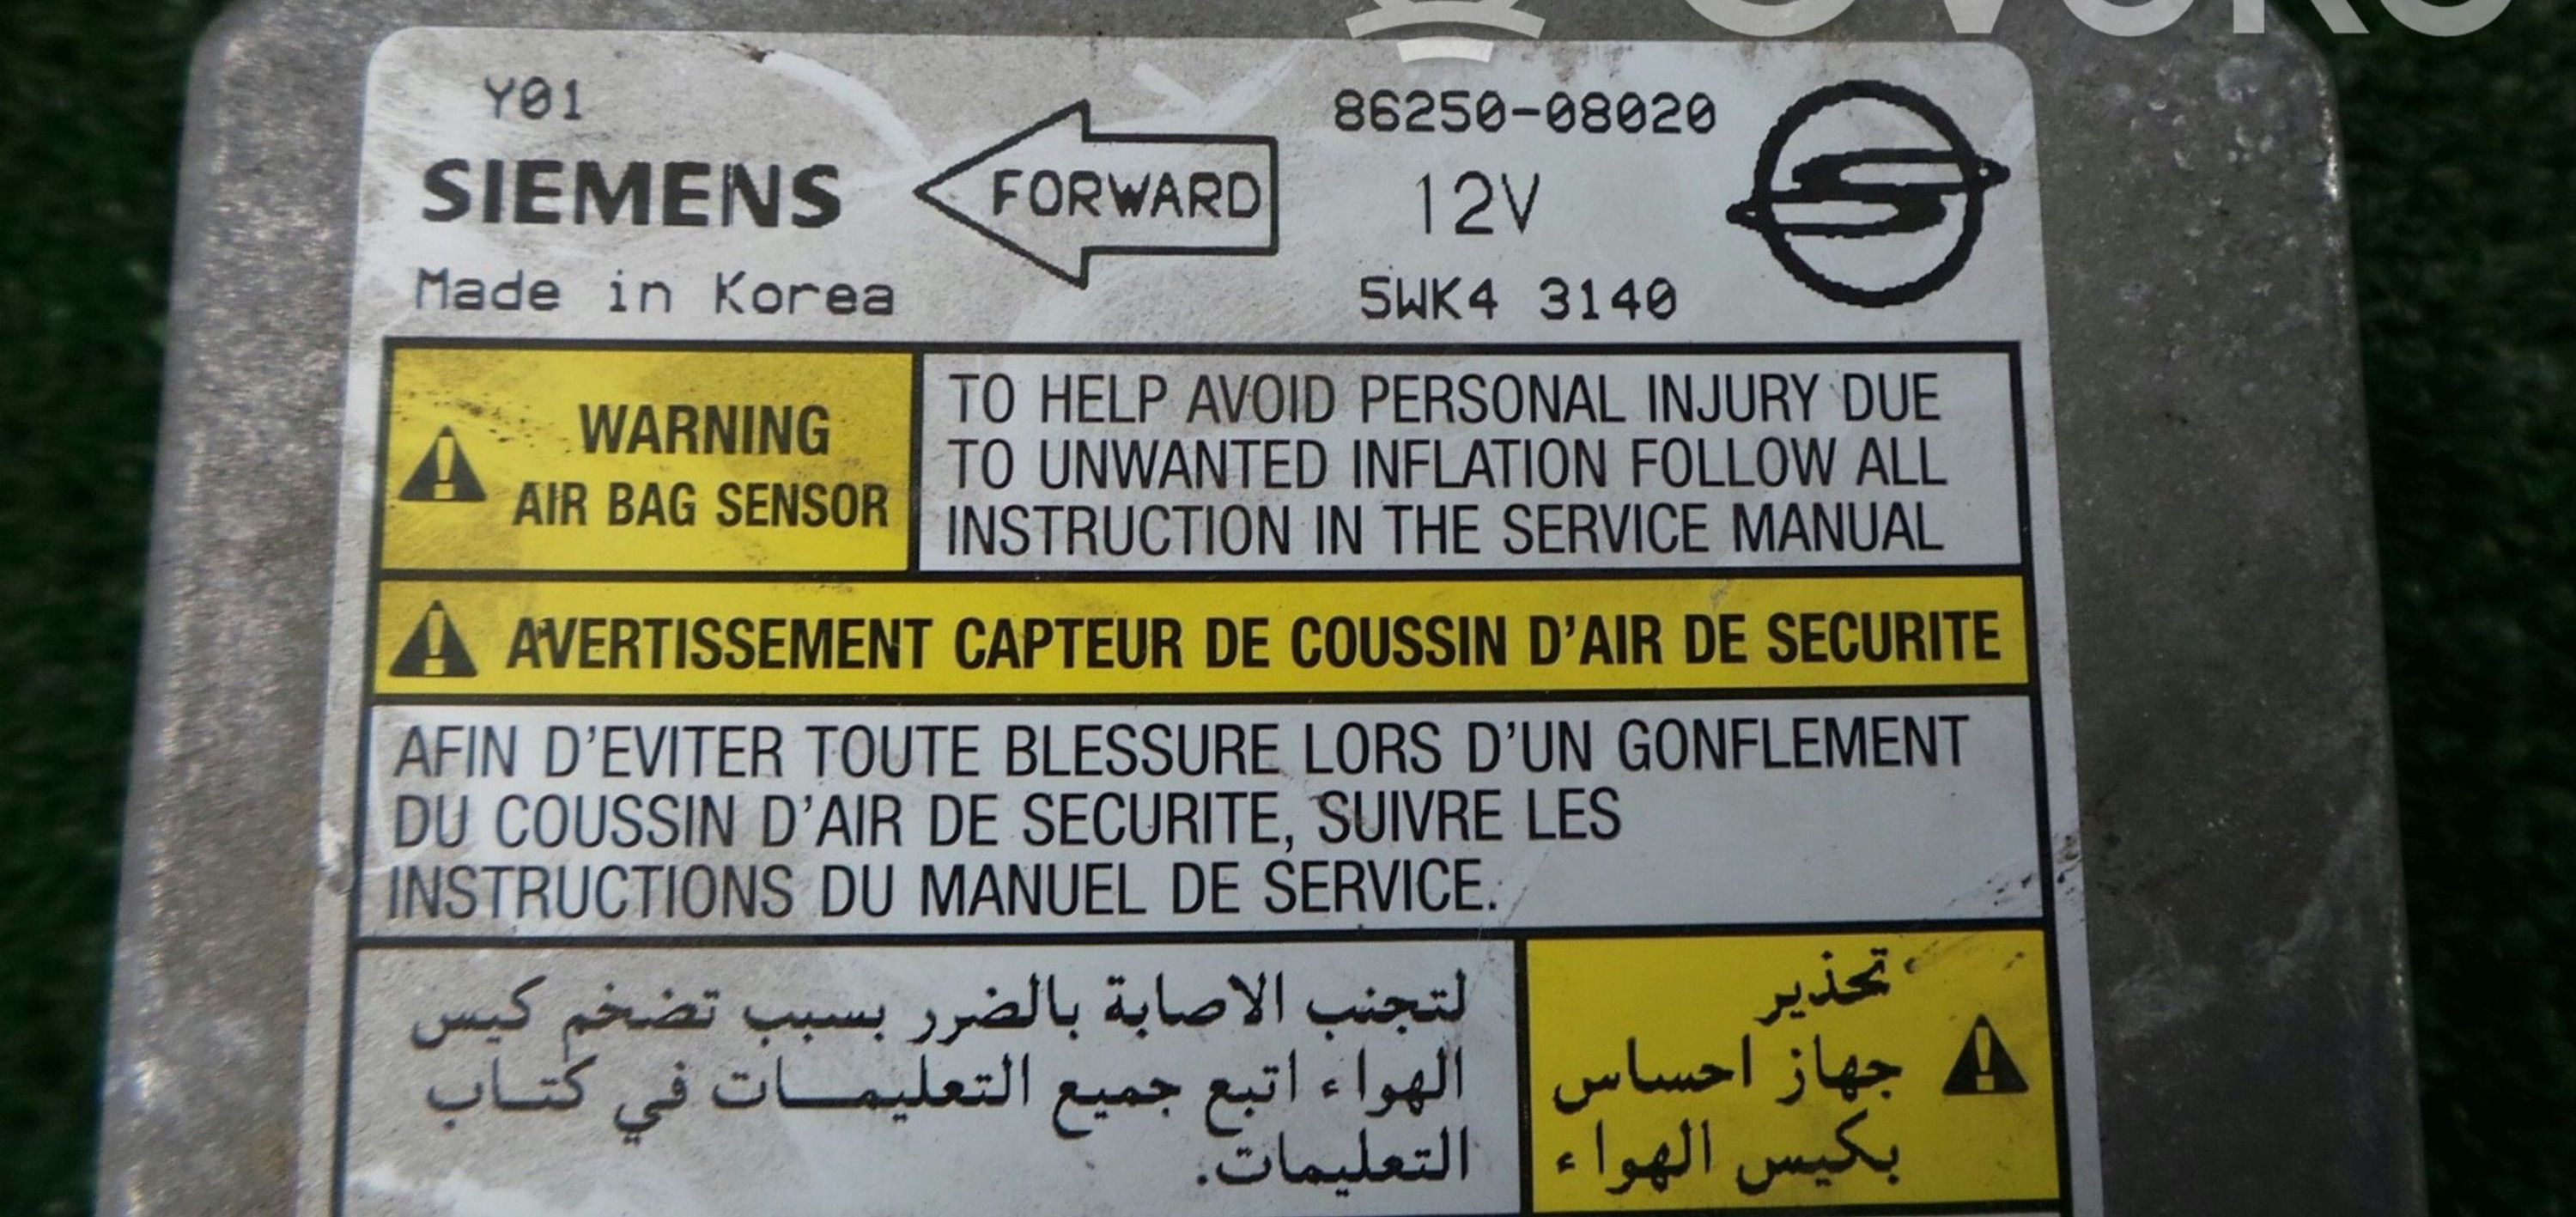 Y01
SIEMENS
Made in Korea
FORWARD
86250-08020
12V
5WK4 3140
WARNING
AIR BAG SENSOR
TO HELP AVOID PERSONAL INJURY DUE
TO UNWANTED INFLATION FOLLOW ALL
INSTRUCTION IN THE SERVICE MANUAL
AVERTISSEMENT CAPTEUR DE COUSSIN D'AIR DE SECURITE
AFIN D'EVITER TOUTE BLESSURE LORS D'UN GONFLEMENT
DU COUSSIN D'AIR DE SECURITE, SUIVRE LES
INSTRUCTIONS DU MANUEL DE SERVICE.
تحذير
جهاز احساس
بكيس الهواء
لتجنب الاصابة بالضرر بسبب تضخم كيس
الهواء اتبع جميع التعليمات في كتاب
التعليمات.